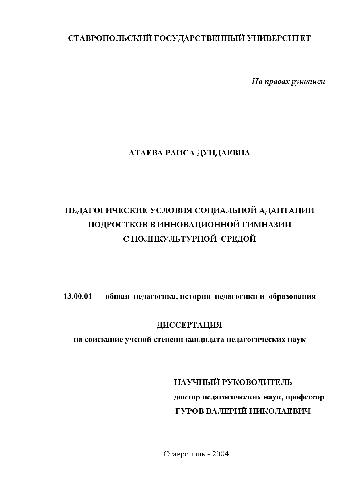 СТАВРОПОЛЬСКИЙ ГОСУДАРСТВЕННЫЙ УНИВЕРСИТЕТ
На правах рукописи
АТАЕВА РАИСА ДУНДАЕВНА
ПЕДАГОГИЧЕСКИЕ УСЛОВИЯ СОЦИАЛЬНОЙ АДАПТАЦИИ
ПОДРОСТКОВ В ИННОВАЦИОННОЙ ГИМНАЗИИ
С ПОЛИКУЛЬТУРНОЙ СРЕДОЙ
13.00.01 общая педагогика, история педагогики и образования
ДИССЕРТАЦИЯ
на соискание ученой степени кандидата педагогических наук
НАУЧНЫЙ РУКОВОДИТЕЛЬ
доктор педагогических наук, профессор
ГУРОВ ВАЛЕРИЙ НИКОЛАЕВИЧ
Ставрополь - 2004